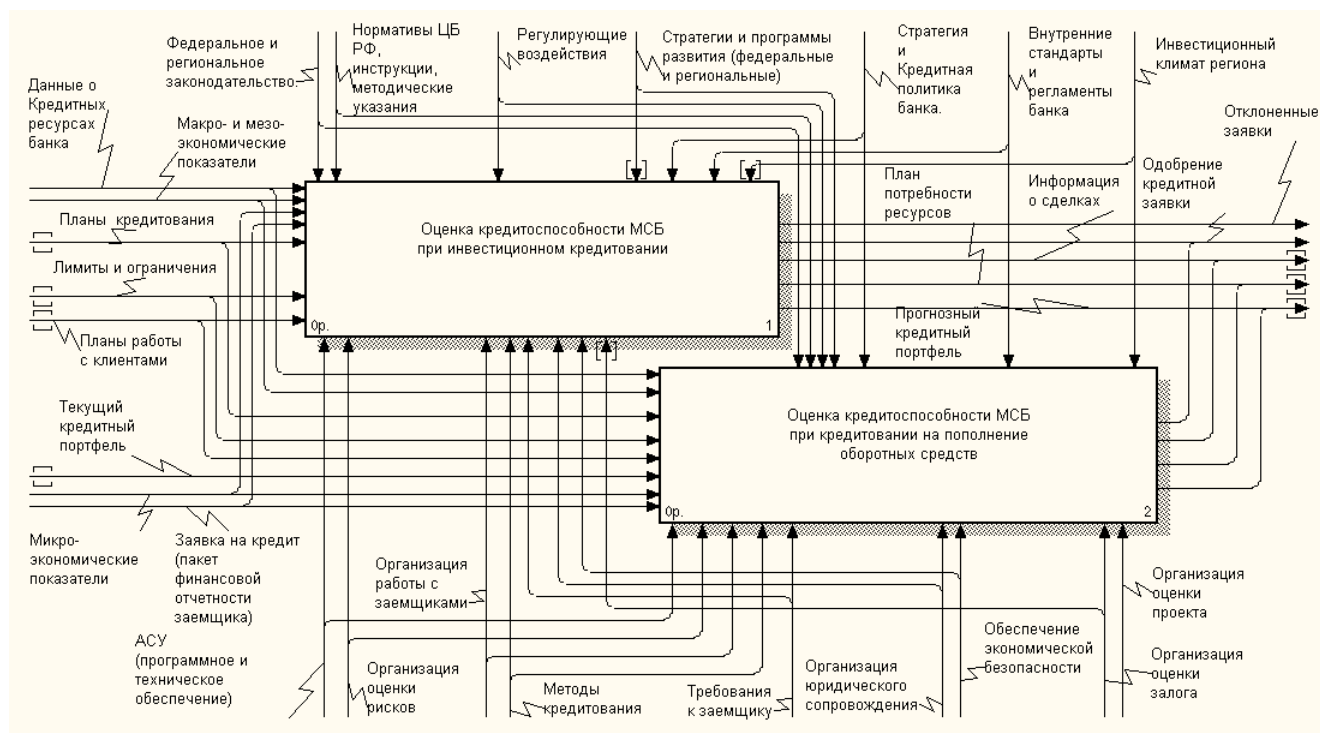 Федеральное и
региональное
законодательство.
Нормативы ЦБ
РФ,
инструкции,
методические
указания
Регулирующие
воздействия
Стратегии и программы
развития (федеральные
и региональные)
Стратегия
и
Кредитная
политика
банка.
Внутренние
стандарты
и
регламенты
банка
Инвестиционный
климат региона
Данные о
Кредитных
ресурсах
банка
Макро- и мезо-
экономические
показатели
Отклоненные
заявки
План
потребности
ресурсов
Информация
о сделках
Одобрение
кредитной
заявки
Планы кредитования
Лимиты и ограничения
Планы работы
с клиентами
Оценка кредитоспособности МСБ
при инвестиционном кредитовании
0р.
1
Прогнозный
кредитный
портфель
Текущий
кредитный
портфель
Оценка кредитоспособности МСБ
при кредитовании на пополнение
оборотных средств
0р.
2
Микро-
экономические
показатели
Заявка на кредит
(пакет
финансовой
отчетности
заемщика)
АСУ
(программное и
техническое
обеспечение)
Организация
работы с
заемщиками
Организация
оценки
рисков
Методы
кредитования
Требования
к заемщику
Организация
юридического
сопровождения
Обеспечение
экономической
безопасности
Организация
оценки
проекта
Организация
оценки
залога